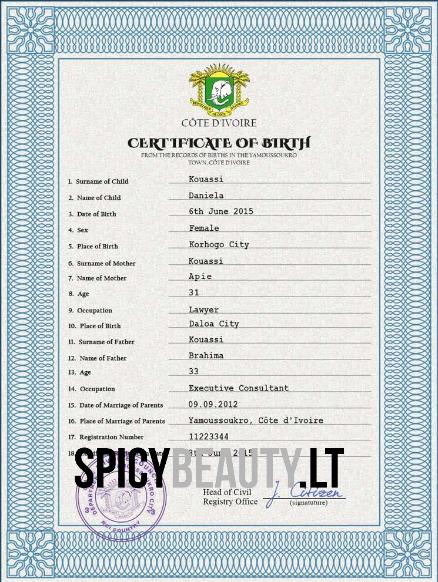 CÔTE D'IVOIRE
CERTIFICATE OF BIRTH
FROM THE RECORDS OF BIRTHS IN THE YAMOUSSOUKRO
TOWN, CÔTE D'IVOIRE
1. Surname of Child Kouassi
2. Name of Child Daniela
3. Date of Birth 6th June 2015
4. Sex Female
5. Place of Birth Korhogo City
6. Surname of Mother Kouassi
7. Name of Mother Apie
8. Age 31
9. Occupation Lawyer
10. Place of Birth Daloa City
11. Surname of Father Kouassi
12. Name of Father Brahima
13. Age 33
14. Occupation Executive Consultant
15. Date of Marriage of Parents 09.09.2012
16. Place of Marriage of Parents Yamoussoukro, Côte d'Ivoire
17. Registration Number 11223344
18.
SPICYBEAUTY.LT
Head of Civil
Registry Office J. Citizen
(signature)